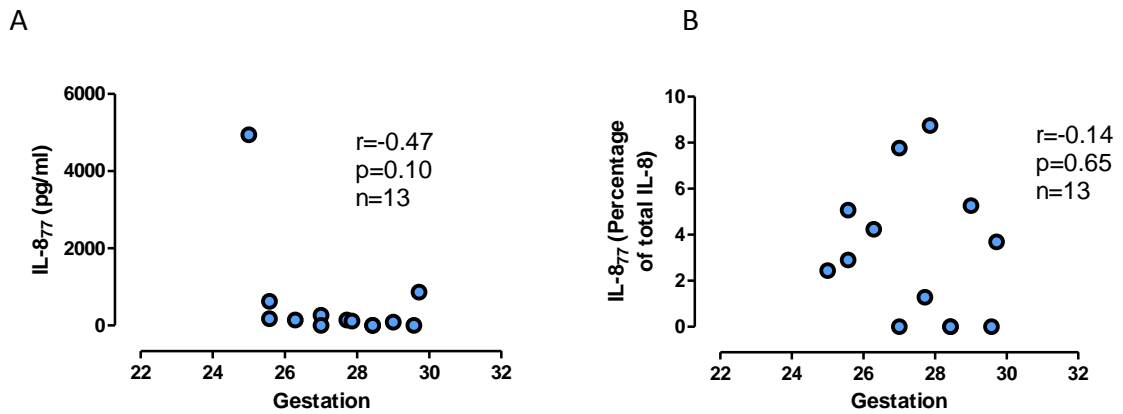 A
IL-8₇₇ (pg/ml)
6000
4000
2000
0
r=-0.47
p=0.10
n=13
22 24 26 28 30 32
Gestation
B
IL-8₇₇ (Percentage
of total IL-8)
10
8
6
4
2
0
r=-0.14
p=0.65
n=13
22 24 26 28 30 32
Gestation